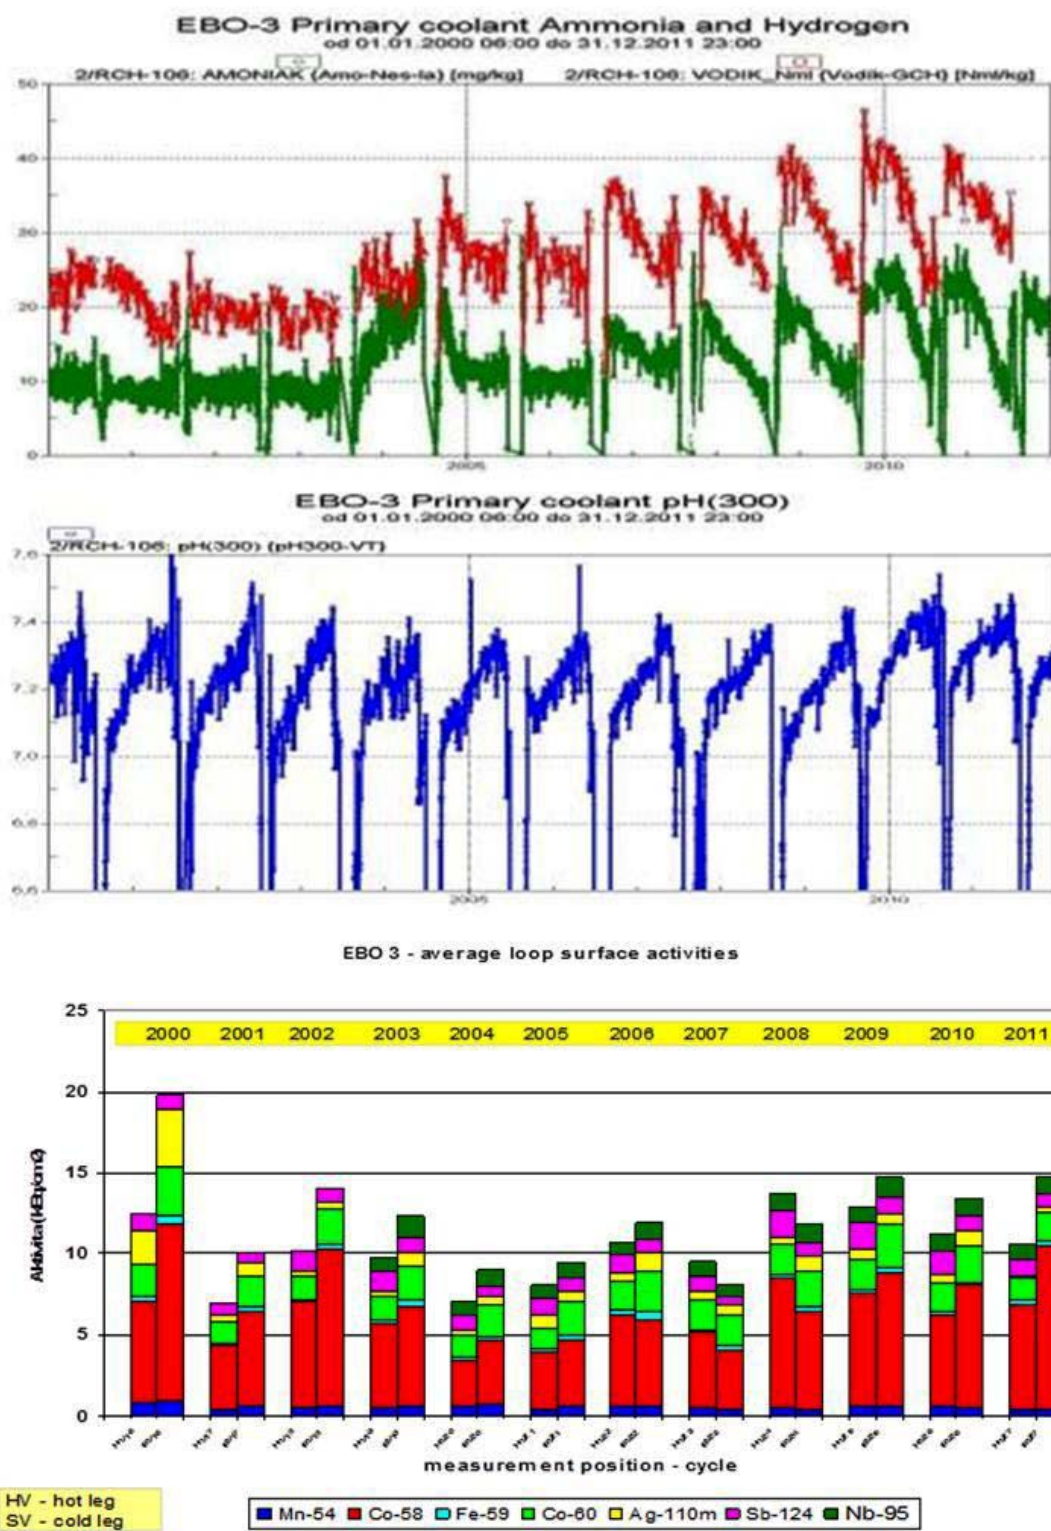 EBO-3 Primary coolant Ammonia and Hydrogen
od 01.01.2000 06:00 do 31.12.2011 23:00
2/RCH-106: AMONIAK (Amo-Nes-la) [mg/kg] 2/RCH-106: VODIK_Nml (Vodik-GCH) [Nml/kg]
50
40
30
20
10
0
2005 2010
EBO-3 Primary coolant pH(300)
od 01.01.2000 06:00 do 31.12.2011 23:00
2/RCH-106: pH(300) (pH300-VT)
7.6
7.4
7.2
7.0
6.8
6.6
2005 2010
EBO 3 - average loop surface activities
25
2000 2001 2002 2003 2004 2005 2006 2007 2008 2009 2010 2011
20
15
10
5
0
Aktivita (kBq/cm2)
measurement position - cycle
HV - hot leg
SV - cold leg
Mn-54 Co-58 Fe-59 Co-60 Ag-110m Sb-124 Nb-95